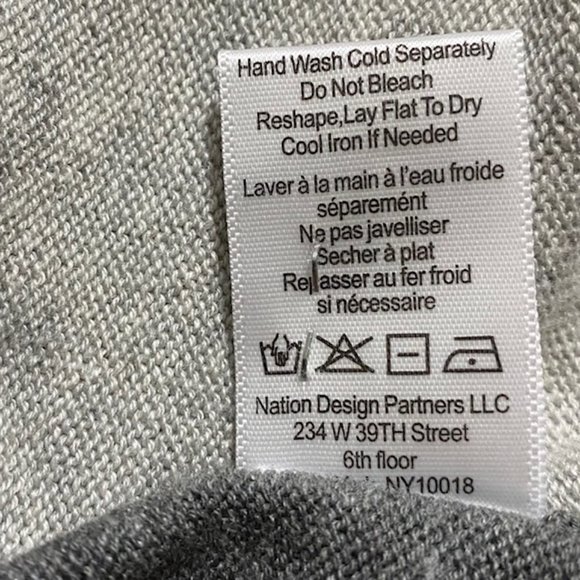 Hand Wash Cold Separately
Do Not Bleach
Reshape,Lay Flat To Dry
Cool Iron If Needed
Laver à la main à l'eau froide
séparemént
Ne pas javelliser
Secher à plat
Repasser au fer froid
si nécessaire
Nation Design Partners LLC
234 W 39TH Street
6th floor
NY10018